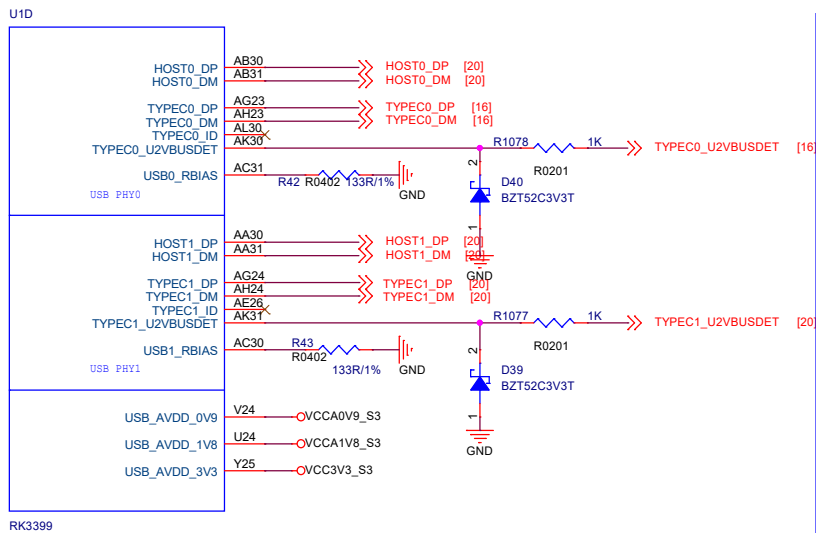 U1D
HOST0_DP AB30 HOST0_DP [20]
HOST0_DM AB31 HOST0_DM [20]
TYPEC0_DP AG23 TYPEC0_DP [16]
TYPEC0_DM AH23 TYPEC0_DM [16]
TYPEC0_ID AL30
TYPEC0_U2VBUSDET AK30 R1078 1K TYPEC0_U2VBUSDET [16]
R0201
USB0_RBIAS AC31 R42 R0402 133R/1% GND
2 D40
BZT52C3V3T
USB PHY0
1
GND
HOST1_DP AA30 HOST1_DP [20]
HOST1_DM AA31 HOST1_DM [20]
TYPEC1_DP AG24 TYPEC1_DP [20]
TYPEC1_DM AH24 TYPEC1_DM [20]
TYPEC1_ID AE26
TYPEC1_U2VBUSDET AK31 R1077 1K TYPEC1_U2VBUSDET [20]
R0201
USB1_RBIAS AC30 R43
R0402
133R/1% GND
2 D39
BZT52C3V3T
USB PHY1
1
GND
USB_AVDD_0V9 V24 VCCA0V9_S3
USB_AVDD_1V8 U24 VCCA1V8_S3
USB_AVDD_3V3 Y25 VCC3V3_S3
RK3399